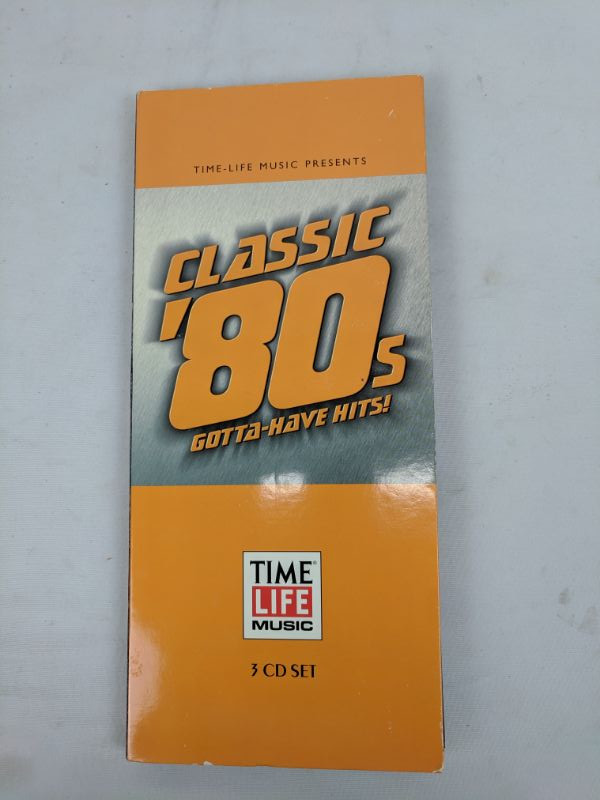 TIME-LIFE MUSIC PRESENTS
CLASSIC
'80s
GOTTA-HAVE HITS!
TIME®
LIFE
MUSIC
3 CD SET